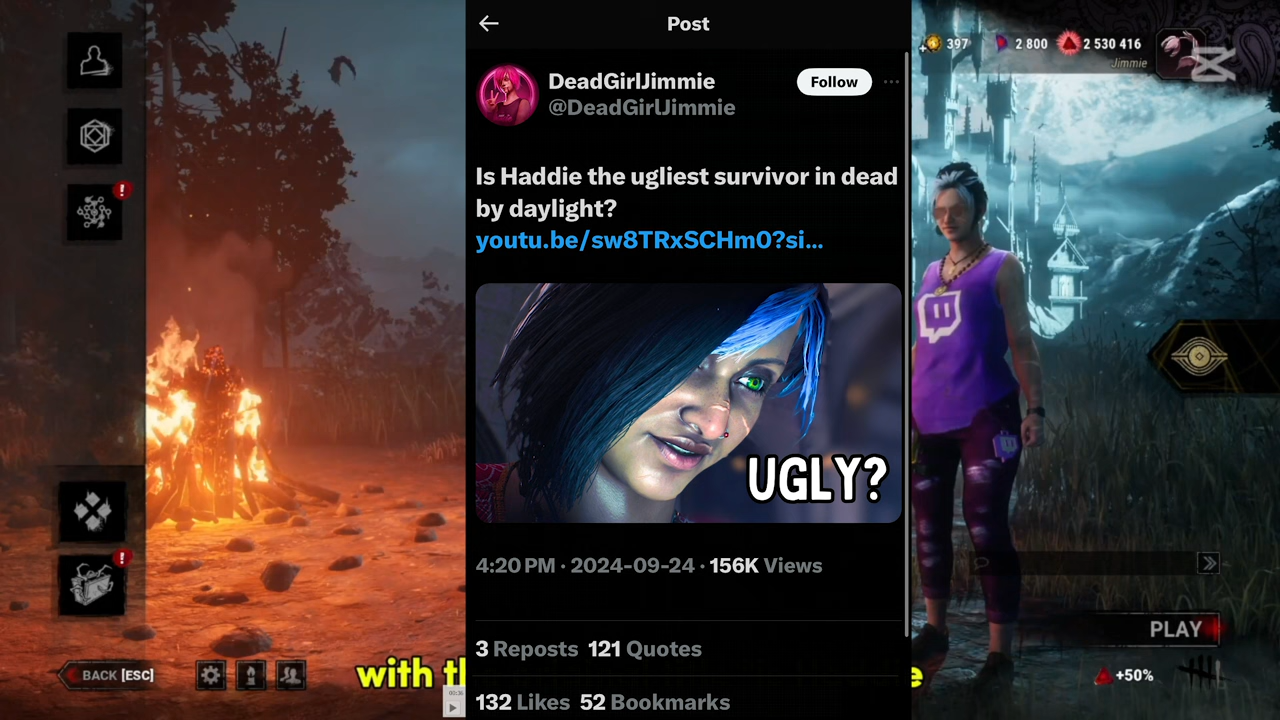 Post
DeadGirlJimmie
@DeadGirlJimmie
Follow
Is Haddie the ugliest survivor in dead
by daylight?
youtu.be/sw8TRxSCHm0?si...
UGLY?
4:20 PM · 2024-09-24 · 156K Views
3 Reposts 121 Quotes
132 Likes 52 Bookmarks
397
2 800
2 530 416
Jimmie
PLAY
+50%
!
!
BACK [ESC]
with th
e
00:36